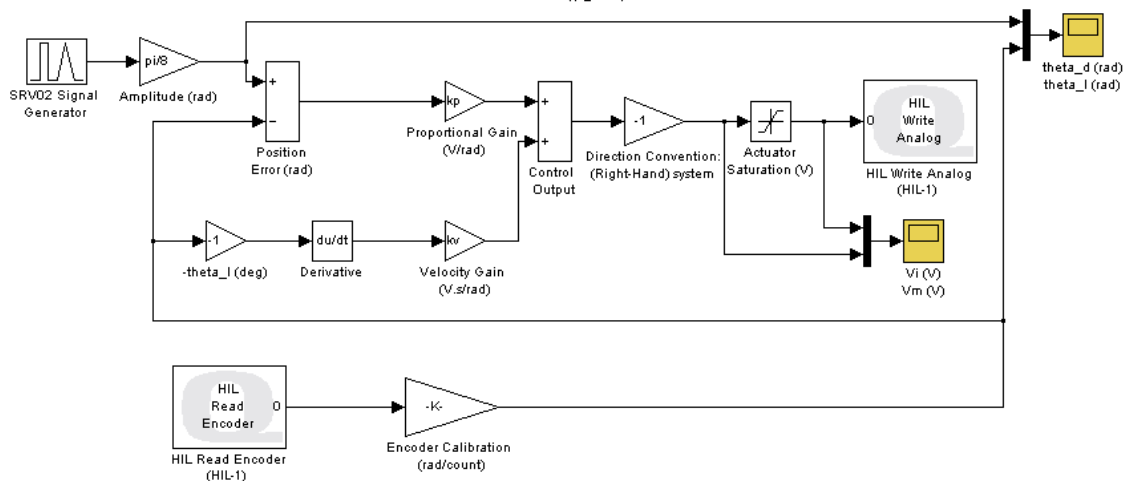 pi/8
SRV02 Signal
Generator
Amplitude (rad)
+
−
Position
Error (rad)
kp
Proportional Gain
(V/rad)
+
+
Control
Output
-1
Direction Convention:
(Right-Hand) system
Actuator
Saturation (V)
0
HIL
Write
Analog
HIL Write Analog
(HIL-1)
theta_d (rad)
theta_l (rad)
-1
-theta_l (deg)
du/dt
Derivative
kv
Velocity Gain
(V.s/rad)
Vi (V)
Vm (V)
HIL
Read
Encoder
0
HIL Read Encoder
(HIL-1)
-K-
Encoder Calibration
(rad/count)